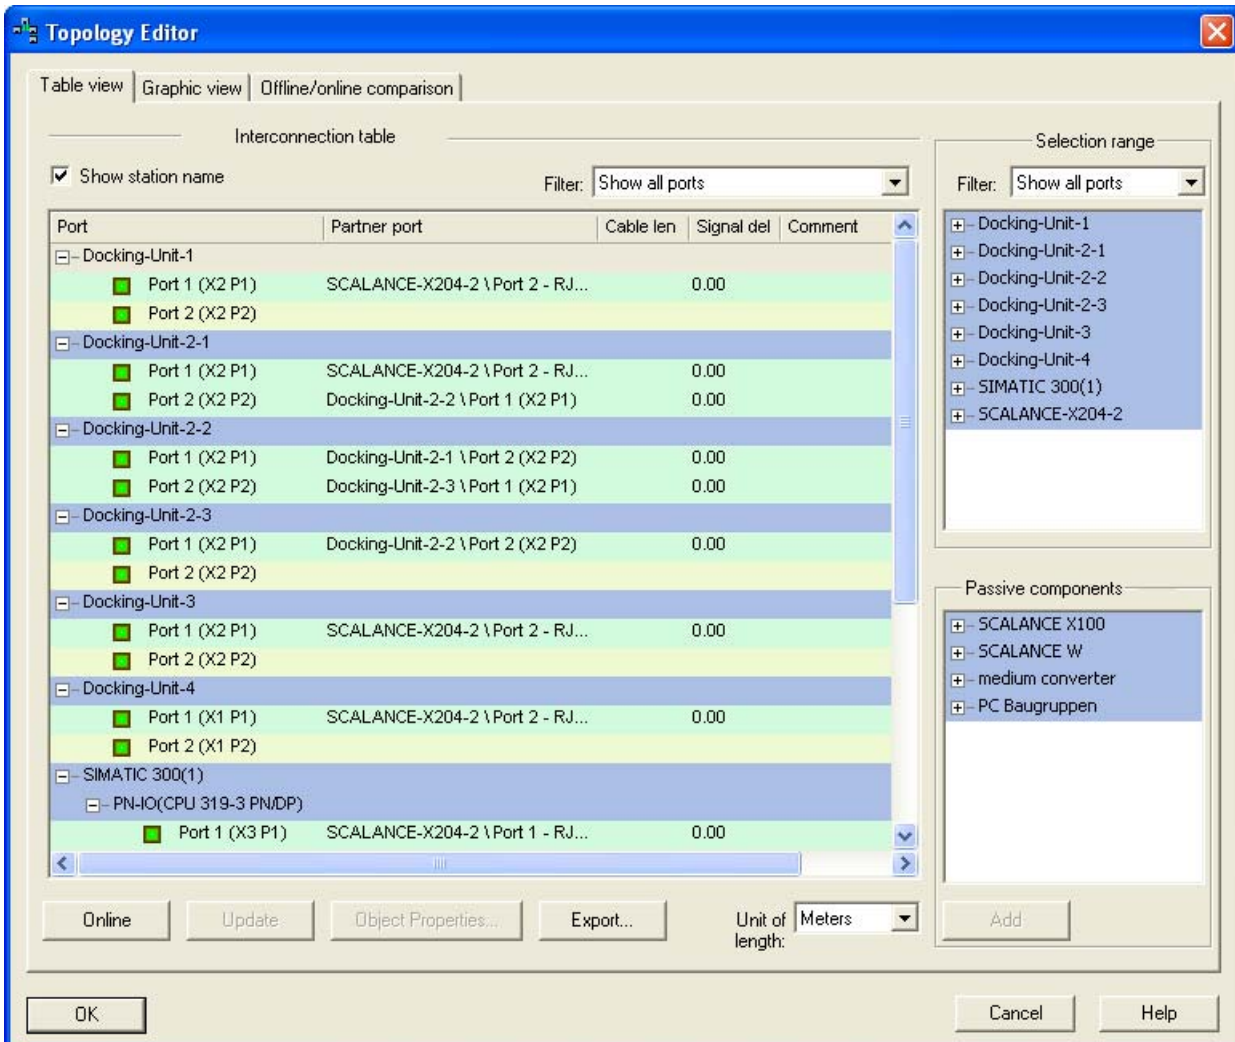 Topology Editor
Table view Graphic view Offline/online comparison
Interconnection table
Show station name
Filter: Show all ports
Port Partner port Cable len Signal del Comment
Docking-Unit-1
Port 1 (X2 P1) SCALANCE-X204-2 \ Port 2 - RJ... 0.00
Port 2 (X2 P2)
Docking-Unit-2-1
Port 1 (X2 P1) SCALANCE-X204-2 \ Port 2 - RJ... 0.00
Port 2 (X2 P2) Docking-Unit-2-2 \ Port 1 (X2 P1) 0.00
Docking-Unit-2-2
Port 1 (X2 P1) Docking-Unit-2-1 \ Port 2 (X2 P2) 0.00
Port 2 (X2 P2) Docking-Unit-2-3 \ Port 1 (X2 P1) 0.00
Docking-Unit-2-3
Port 1 (X2 P1) Docking-Unit-2-2 \ Port 2 (X2 P2) 0.00
Port 2 (X2 P2)
Docking-Unit-3
Port 1 (X2 P1) SCALANCE-X204-2 \ Port 2 - RJ... 0.00
Port 2 (X2 P2)
Docking-Unit-4
Port 1 (X1 P1) SCALANCE-X204-2 \ Port 2 - RJ... 0.00
Port 2 (X1 P2)
SIMATIC 300(1)
PN-IO(CPU 319-3 PN/DP)
Port 1 (X3 P1) SCALANCE-X204-2 \ Port 1 - RJ... 0.00
Online Update Object Properties... Export... Unit of length: Meters
Selection range
Filter: Show all ports
Docking-Unit-1
Docking-Unit-2-1
Docking-Unit-2-2
Docking-Unit-2-3
Docking-Unit-3
Docking-Unit-4
SIMATIC 300(1)
SCALANCE-X204-2
Passive components
SCALANCE X100
SCALANCE W
medium converter
PC Baugruppen
Add
OK Cancel Help